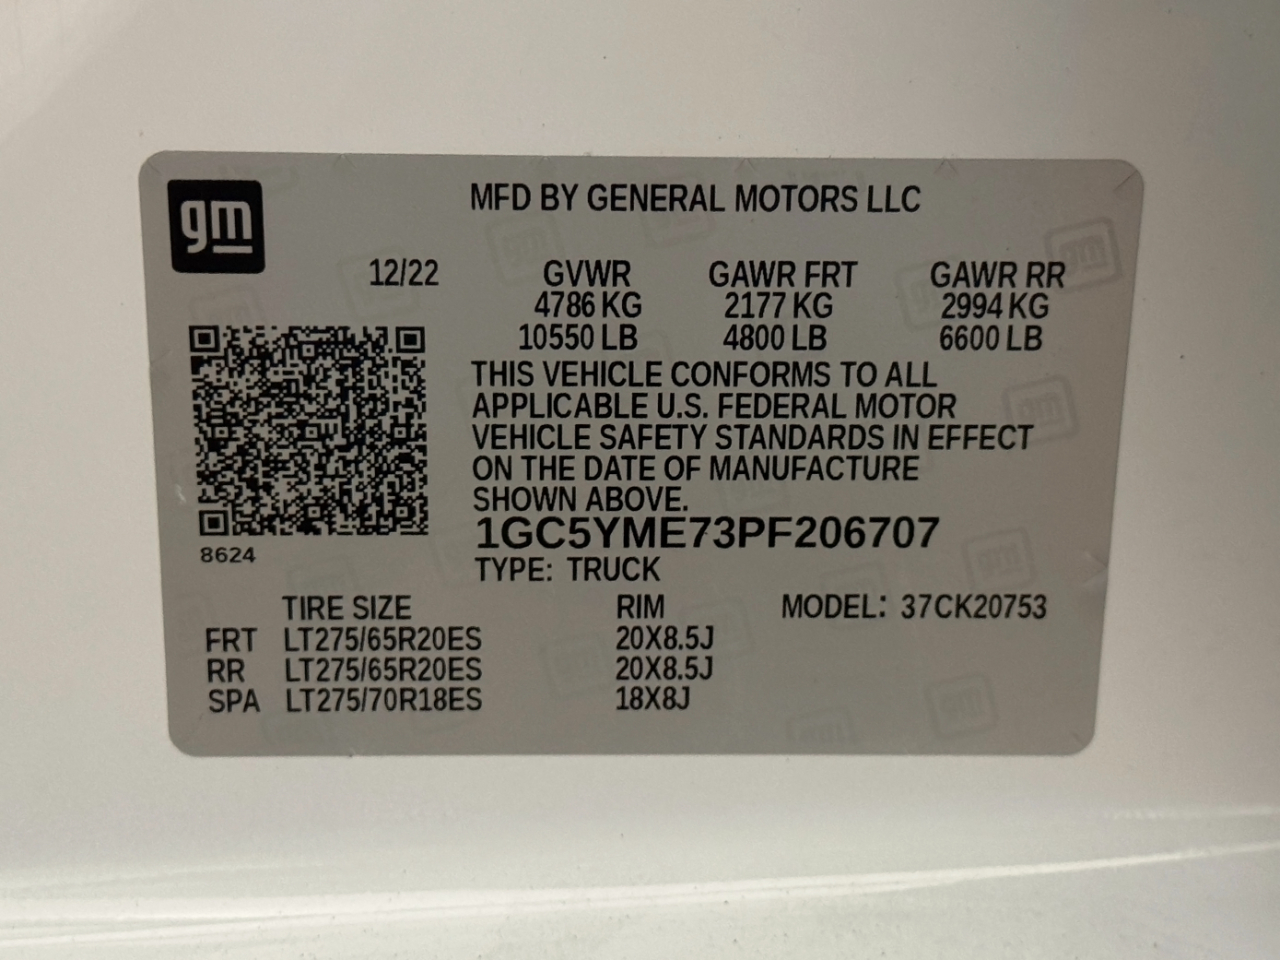 gm
MFD BY GENERAL MOTORS LLC
12/22 GVWR GAWR FRT GAWR RR
4786 KG 2177 KG 2994 KG
10550 LB 4800 LB 6600 LB
THIS VEHICLE CONFORMS TO ALL
APPLICABLE U.S. FEDERAL MOTOR
VEHICLE SAFETY STANDARDS IN EFFECT
ON THE DATE OF MANUFACTURE
SHOWN ABOVE.
1GC5YME73PF206707
8624
TYPE: TRUCK
TIRE SIZE RIM MODEL: 37CK20753
FRT LT275/65R20ES 20X8.5J
RR LT275/65R20ES 20X8.5J
SPA LT275/70R18ES 18X8J